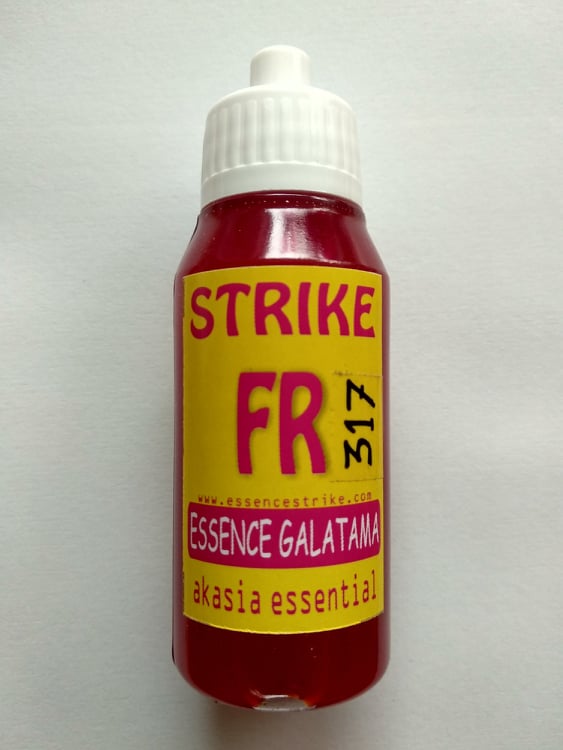 STRIKE
FR
317
www.essencestrike.com
ESSENCE GALATAMA
akasia essential